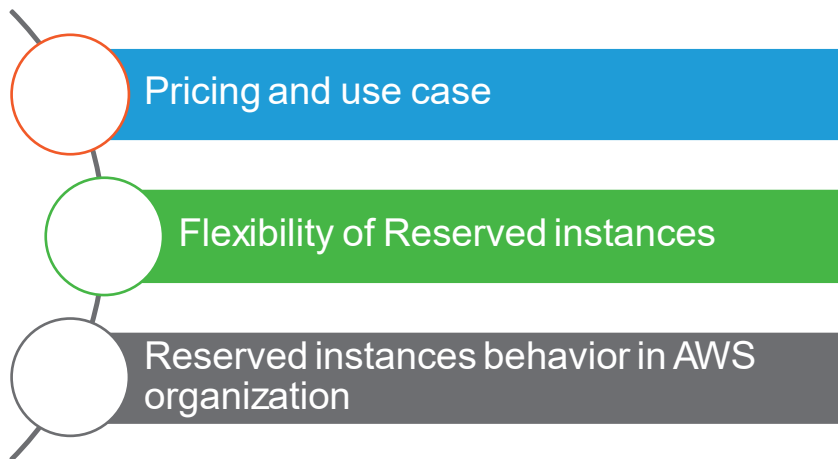 Pricing and use case
Flexibility of Reserved instances
Reserved instances behavior in AWS
organization